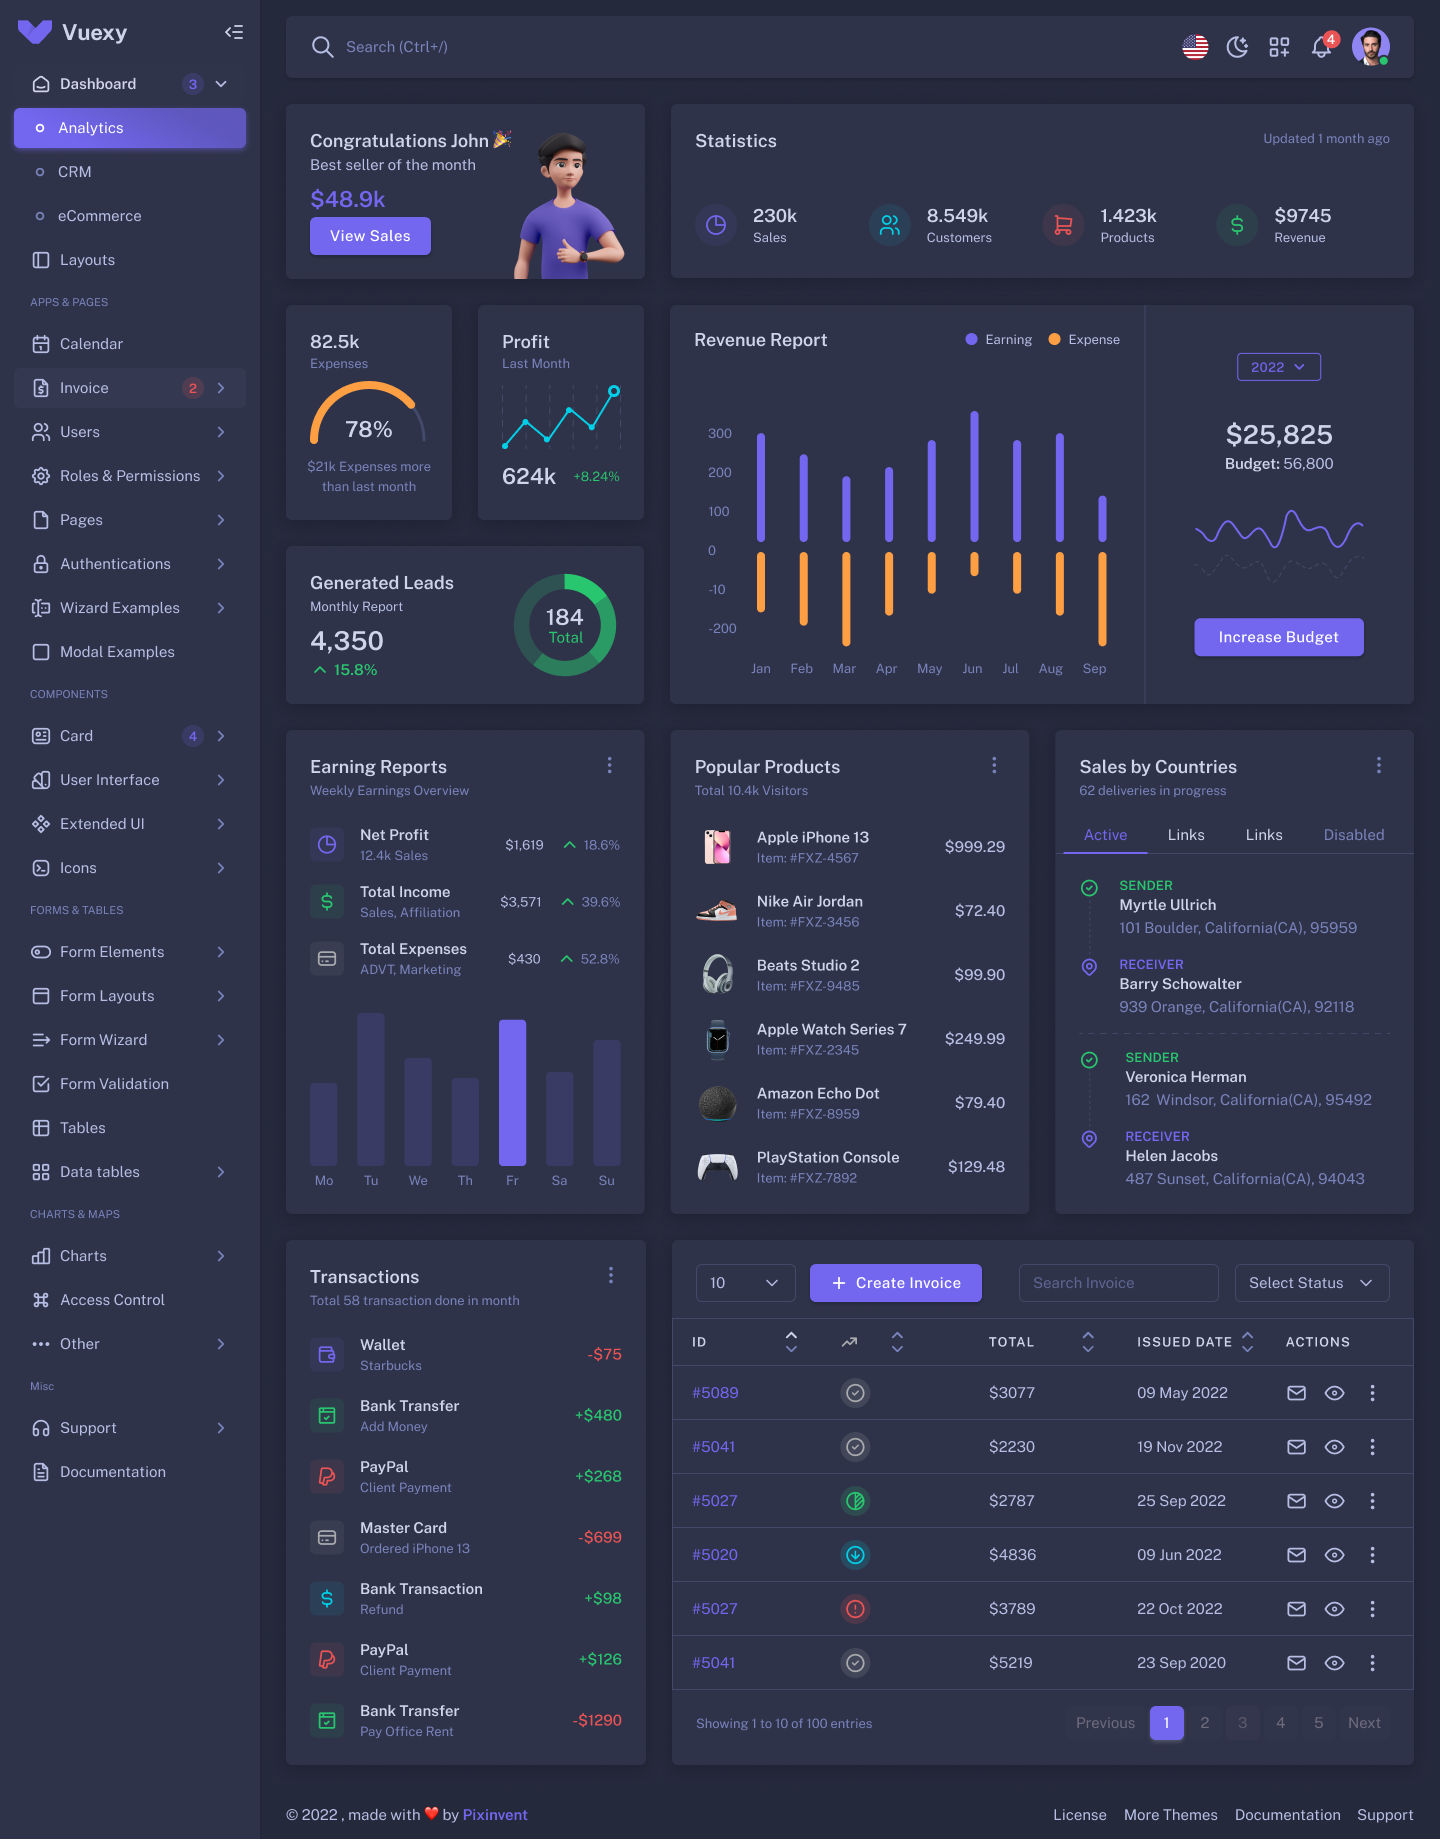 Vuexy
Dashboard 3
Analytics
CRM
eCommerce
Layouts
APPS & PAGES
Calendar
Invoice 2
Users
Roles & Permissions
Pages
Authentications
Wizard Examples
Modal Examples
COMPONENTS
Card 4
User Interface
Extended UI
Icons
FORMS & TABLES
Form Elements
Form Layouts
Form Wizard
Form Validation
Tables
Data tables
CHARTS & MAPS
Charts
Access Control
Other
Misc
Support
Documentation
Search (Ctrl+/)
4
Congratulations John 🎉
Best seller of the month
$48.9k
View Sales
Statistics
Updated 1 month ago
230k
Sales
8.549k
Customers
1.423k
Products
$9745
Revenue
82.5k
Expenses
78%
$21k Expenses more
than last month
Profit
Last Month
624k +8.24%
Generated Leads
Monthly Report
4,350
15.8%
184
Total
Revenue Report
Earning Expense
300
200
100
0
-10
-200
Jan Feb Mar Apr May Jun Jul Aug Sep
2022
$25,825
Budget: 56,800
Increase Budget
Earning Reports
Weekly Earnings Overview
Net Profit
12.4k Sales
$1,619 18.6%
Total Income
Sales, Affiliation
$3,571 39.6%
Total Expenses
ADVT, Marketing
$430 52.8%
Mo Tu We Th Fr Sa Su
Popular Products
Total 10.4k Visitors
Apple iPhone 13
Item: #FXZ-4567
$999.29
Nike Air Jordan
Item: #FXZ-3456
$72.40
Beats Studio 2
Item: #FXZ-9485
$99.90
Apple Watch Series 7
Item: #FXZ-2345
$249.99
Amazon Echo Dot
Item: #FXZ-8959
$79.40
PlayStation Console
Item: #FXZ-7892
$129.48
Sales by Countries
62 deliveries in progress
Active Links Links Disabled
SENDER
Myrtle Ullrich
101 Boulder, California(CA), 95959
RECEIVER
Barry Schowalter
939 Orange, California(CA), 92118
SENDER
Veronica Herman
162 Windsor, California(CA), 95492
RECEIVER
Helen Jacobs
487 Sunset, California(CA), 94043
Transactions
Total 58 transaction done in month
Wallet
Starbucks
-$75
Bank Transfer
Add Money
+$480
PayPal
Client Payment
+$268
Master Card
Ordered iPhone 13
-$699
Bank Transaction
Refund
+$98
PayPal
Client Payment
+$126
Bank Transfer
Pay Office Rent
-$1290
10 Create Invoice Search Invoice Select Status
ID TOTAL ISSUED DATE ACTIONS
#5089 $3077 09 May 2022
#5041 $2230 19 Nov 2022
#5027 $2787 25 Sep 2022
#5020 $4836 09 Jun 2022
#5027 $3789 22 Oct 2022
#5041 $5219 23 Sep 2020
Showing 1 to 10 of 100 entries
Previous 1 2 3 4 5 Next
© 2022 , made with ❤️ by Pixinvent
License More Themes Documentation Support